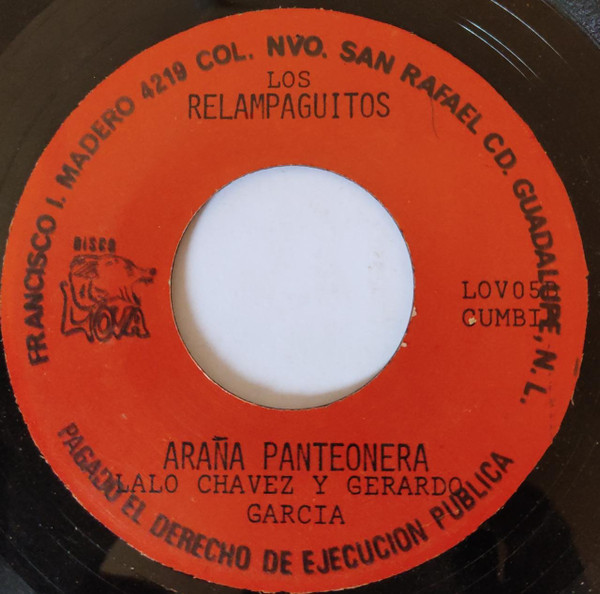 FRANCISCO I. MADERO 4219 COL. NVO. SAN RAFAEL CD. GUADALUPE, N. L.
LOS
RELAMPAGUITOS
DISCO
LOVA
CUMBIA
ARAÑA PANTEONERA
LALO CHAVEZ Y GERARDO
GARCIA
PAGADO EL DERECHO DE EJECUCION PUBLICA